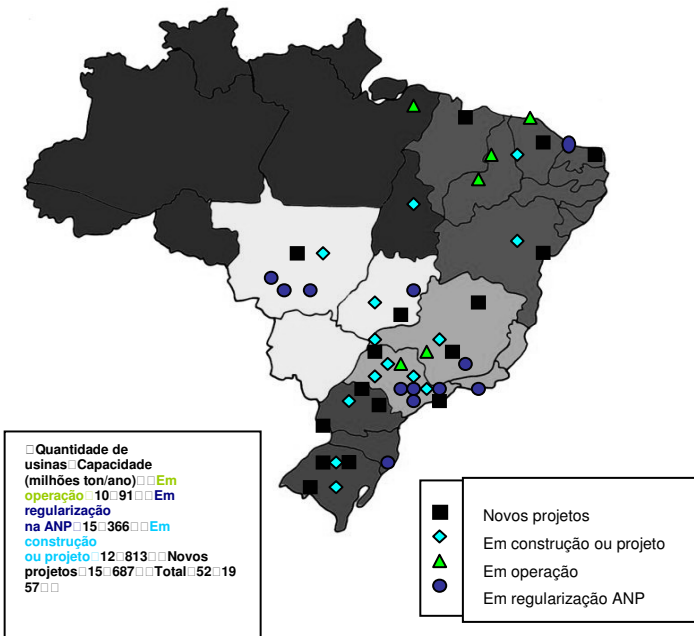 □Quantidade de
usinas□Capacidade
(milhões ton/ano)□□Em
operação□10□91□□Em
regularização
na ANP□15□366□□Em
construção
ou projeto□12□813□□Novos
projetos□15□687□□Total□52□19
57□□
Novos projetos
Em construção ou projeto
Em operação
Em regularização ANP